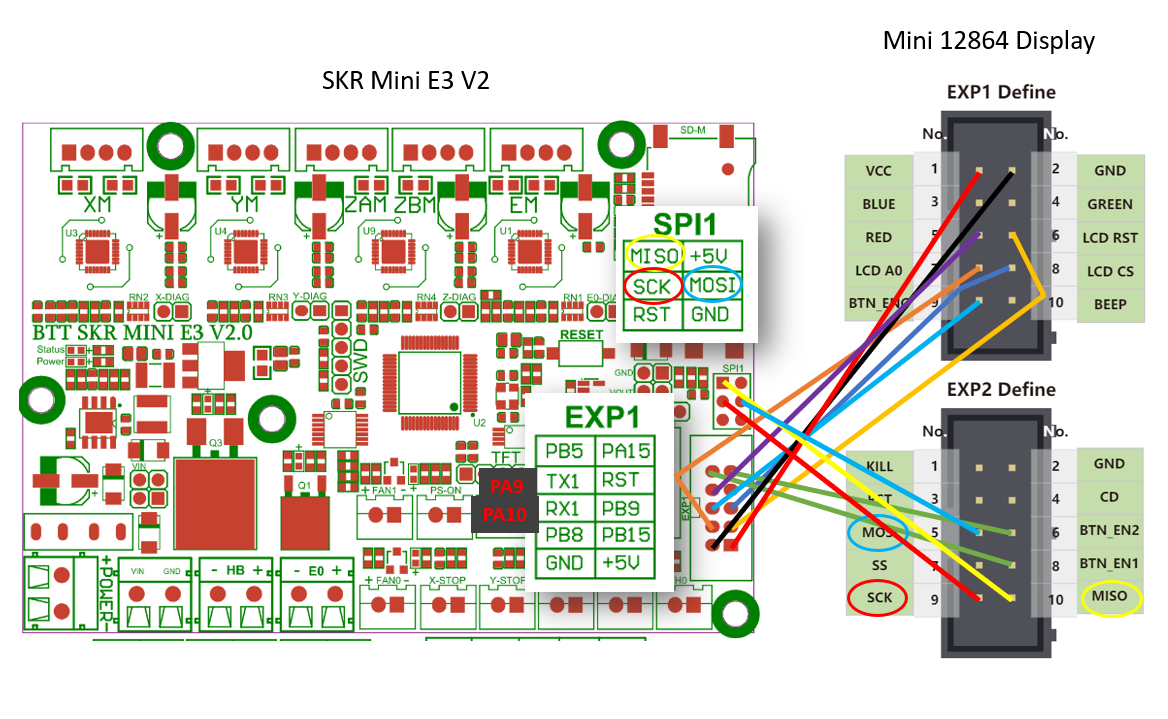 Mini 12864 Display
SKR Mini E3 V2
EXP1 Define
No.
No.
VCC 1 2 GND
BLUE 3 4 GREEN
RED 5 6 LCD RST
LCD A0 7 8 LCD CS
BTN_ENC 9 10 BEEP
EXP2 Define
No.
No.
KILL 1 2 GND
3 4 CD
MOSI 5 6 BTN_EN2
SS 7 8 BTN_EN1
SCK 9 10 MISO
SD-M
XM YM ZAM ZBM EM
U3 U4 U9 U1
SPI1
MISO +5V
SCK MOSI
RST GND
RN2 X-DIAG RN3 Y-DIAG RN4 Z-DIAG RN1 E0-D
BTT SKR MINI E3 V2.0
RESET
Status
Power
SWD
GND
SPI1
VOUT
U2
EXP1
PB5 PA15
TX1 RST
RX1 PB9
PB8 PB15
GND +5V
PA9
PA10
TFT
EXP1
Q3
VIN
Q1
+ FAN1 -
PS-ON
+POWER-
VIN GND
- HB +
- E0 +
+ FAN0 -
X-STOP
Y-STOP